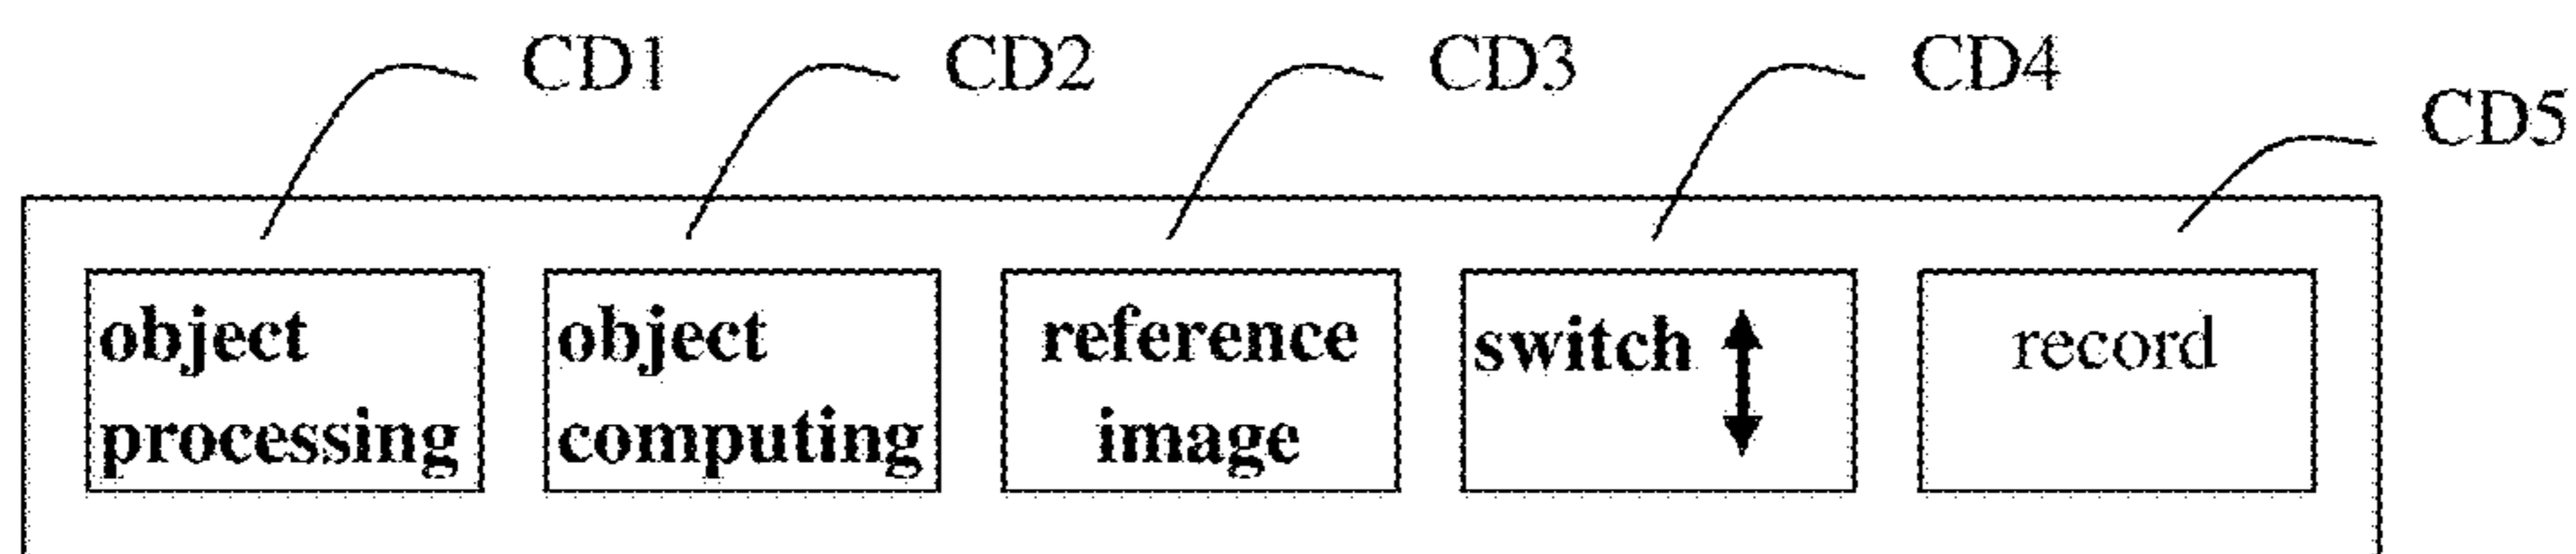 CD1 CD2 CD3 CD4
CD5
object object reference switch record
processing computing image